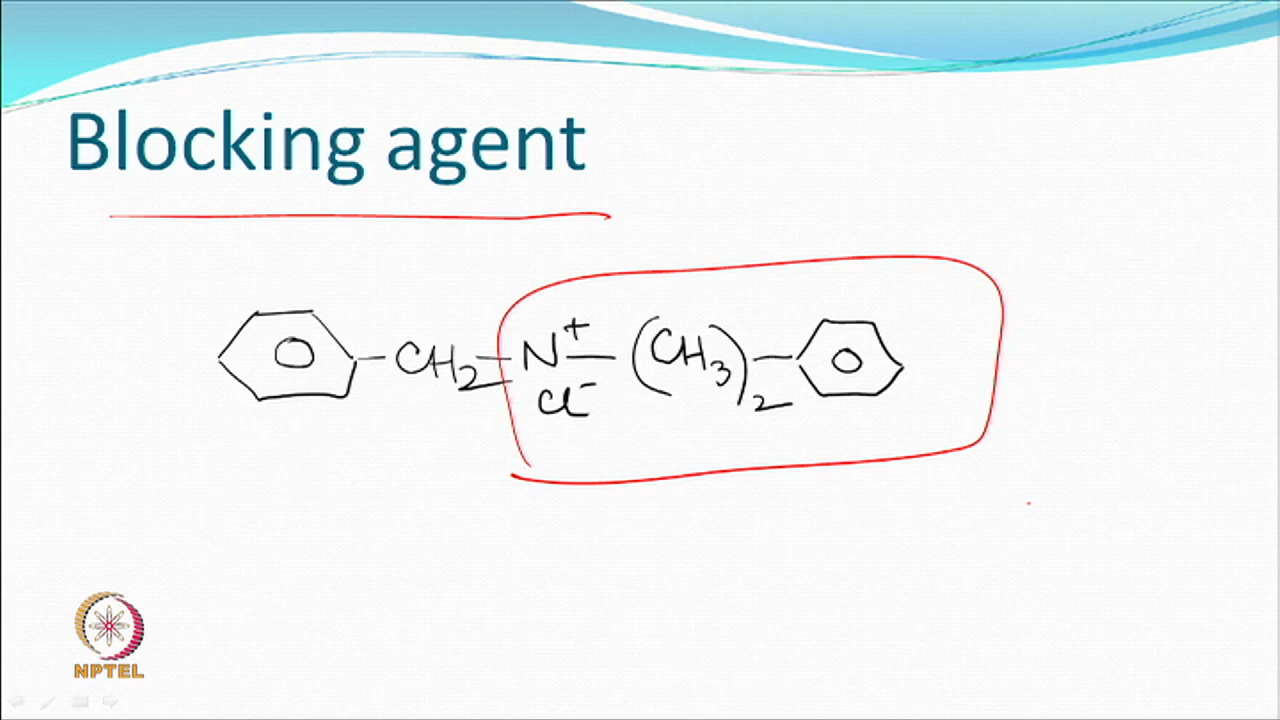 Blocking agent
CH₂ N⁺ (CH₃)₂
Cl⁻
NPTEL